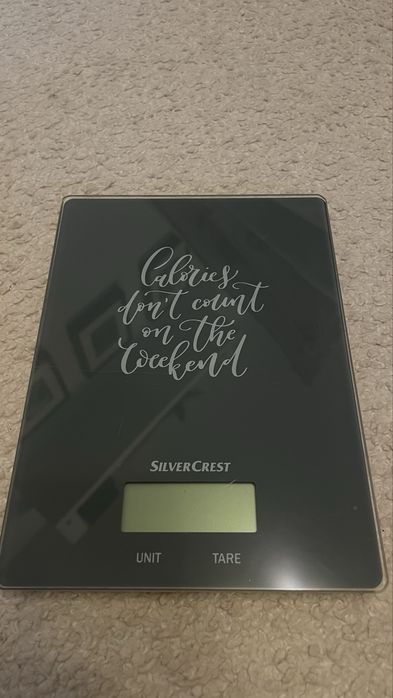 Calories
don't count
on the
Weekend
SILVERCREST
UNIT TARE